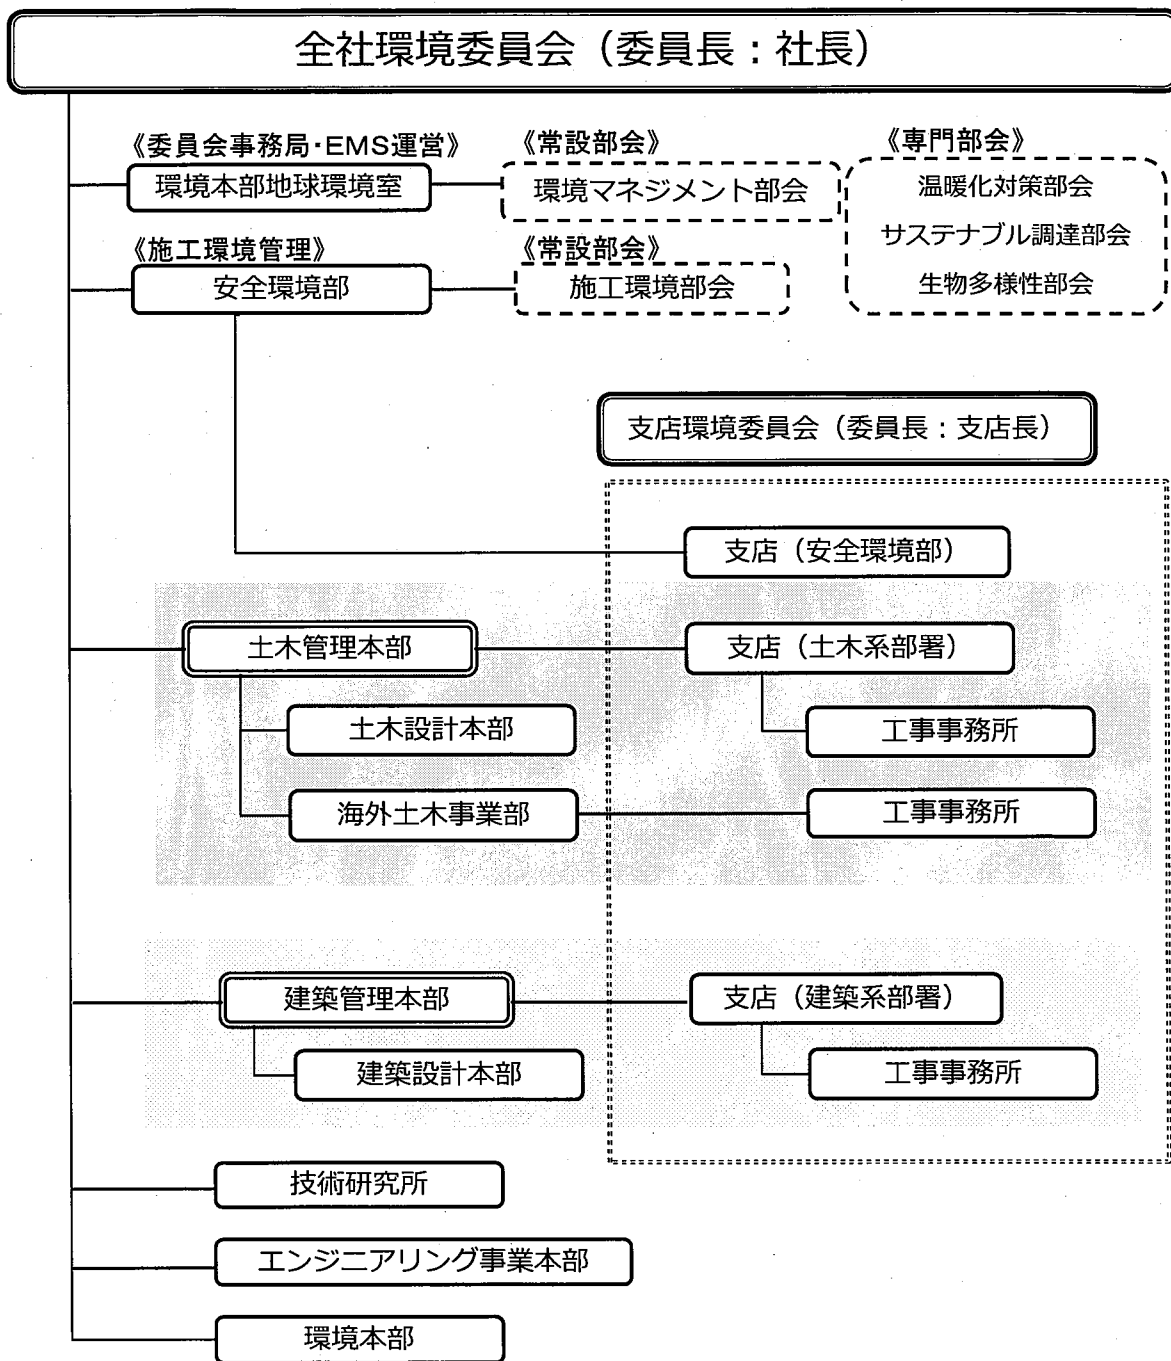 全社環境委員会（委員長：社長）
《委員会事務局･EMS運営》
環境本部地球環境室
《常設部会》
環境マネジメント部会
《専門部会》
温暖化対策部会
サステナブル調達部会
生物多様性部会
《施工環境管理》
安全環境部
《常設部会》
施工環境部会
支店環境委員会（委員長：支店長）
支店（安全環境部）
土木管理本部
支店（土木系部署）
土木設計本部
工事事務所
海外土木事業部
工事事務所
建築管理本部
支店（建築系部署）
建築設計本部
工事事務所
技術研究所
エンジニアリング事業本部
環境本部